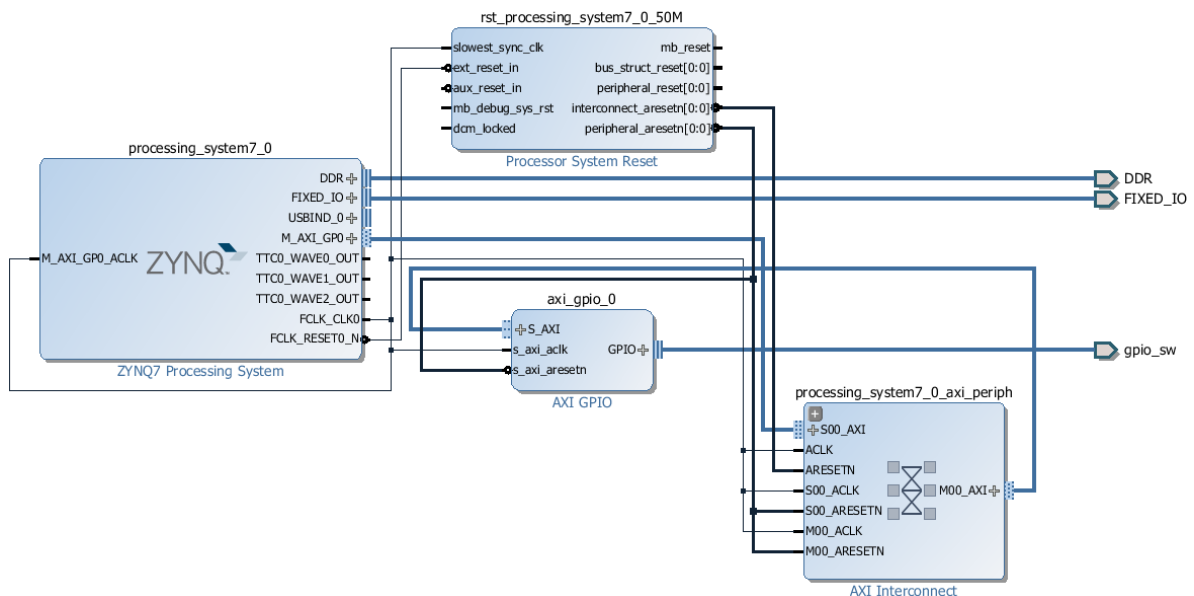 rst_processing_system7_0_50M
slowest_sync_clk
ext_reset_in
aux_reset_in
mb_debug_sys_rst
dcm_locked
mb_reset
bus_struct_reset[0:0]
peripheral_reset[0:0]
interconnect_aresetn[0:0]
peripheral_aresetn[0:0]
Processor System Reset
processing_system7_0
M_AXI_GP0_ACLK
ZYNQ
DDR
FIXED_IO
USBIND_0
M_AXI_GP0
TTC0_WAVE0_OUT
TTC0_WAVE1_OUT
TTC0_WAVE2_OUT
FCLK_CLK0
FCLK_RESET0_N
ZYNQ7 Processing System
DDR
FIXED_IO
axi_gpio_0
S_AXI
s_axi_aclk
s_axi_aresetn
GPIO
AXI GPIO
gpio_sw
processing_system7_0_axi_periph
S00_AXI
ACLK
ARESETN
S00_ACLK
S00_ARESETN
M00_ACLK
M00_ARESETN
M00_AXI
AXI Interconnect